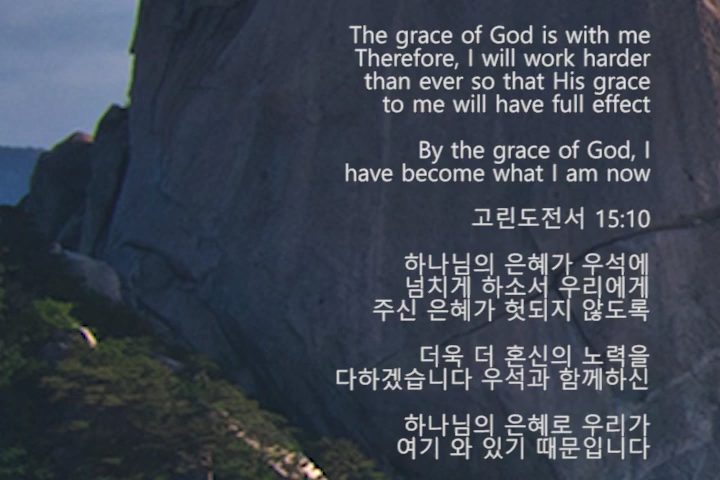 The grace of God is with me
Therefore, I will work harder
than ever so that His grace
to me will have full effect
By the grace of God, I
have become what I am now
고린도전서 15:10
하나님의 은혜가 우석에
넘치게 하소서 우리에게
주신 은혜가 헛되지 않도록
더욱 더 혼신의 노력을
다하겠습니다 우석과 함께하신
하나님의 은혜로 우리가
여기 와 있기 때문입니다